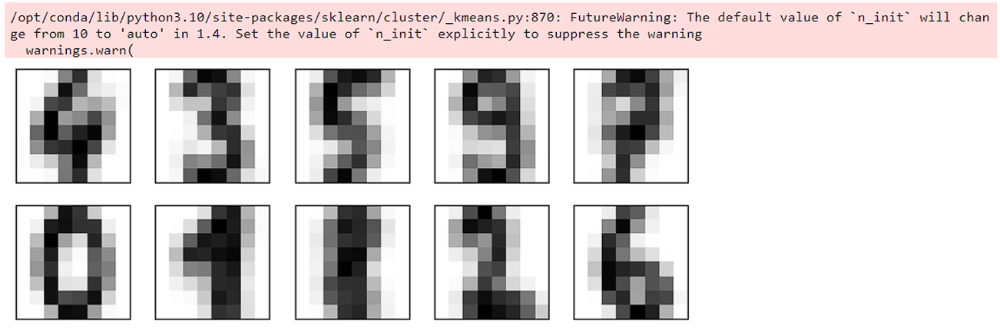 /opt/conda/lib/python3.10/site-packages/sklearn/cluster/_kmeans.py:870: FutureWarning: The default value of `n_init` will chan
ge from 10 to 'auto' in 1.4. Set the value of `n_init` explicitly to suppress the warning
  warnings.warn(